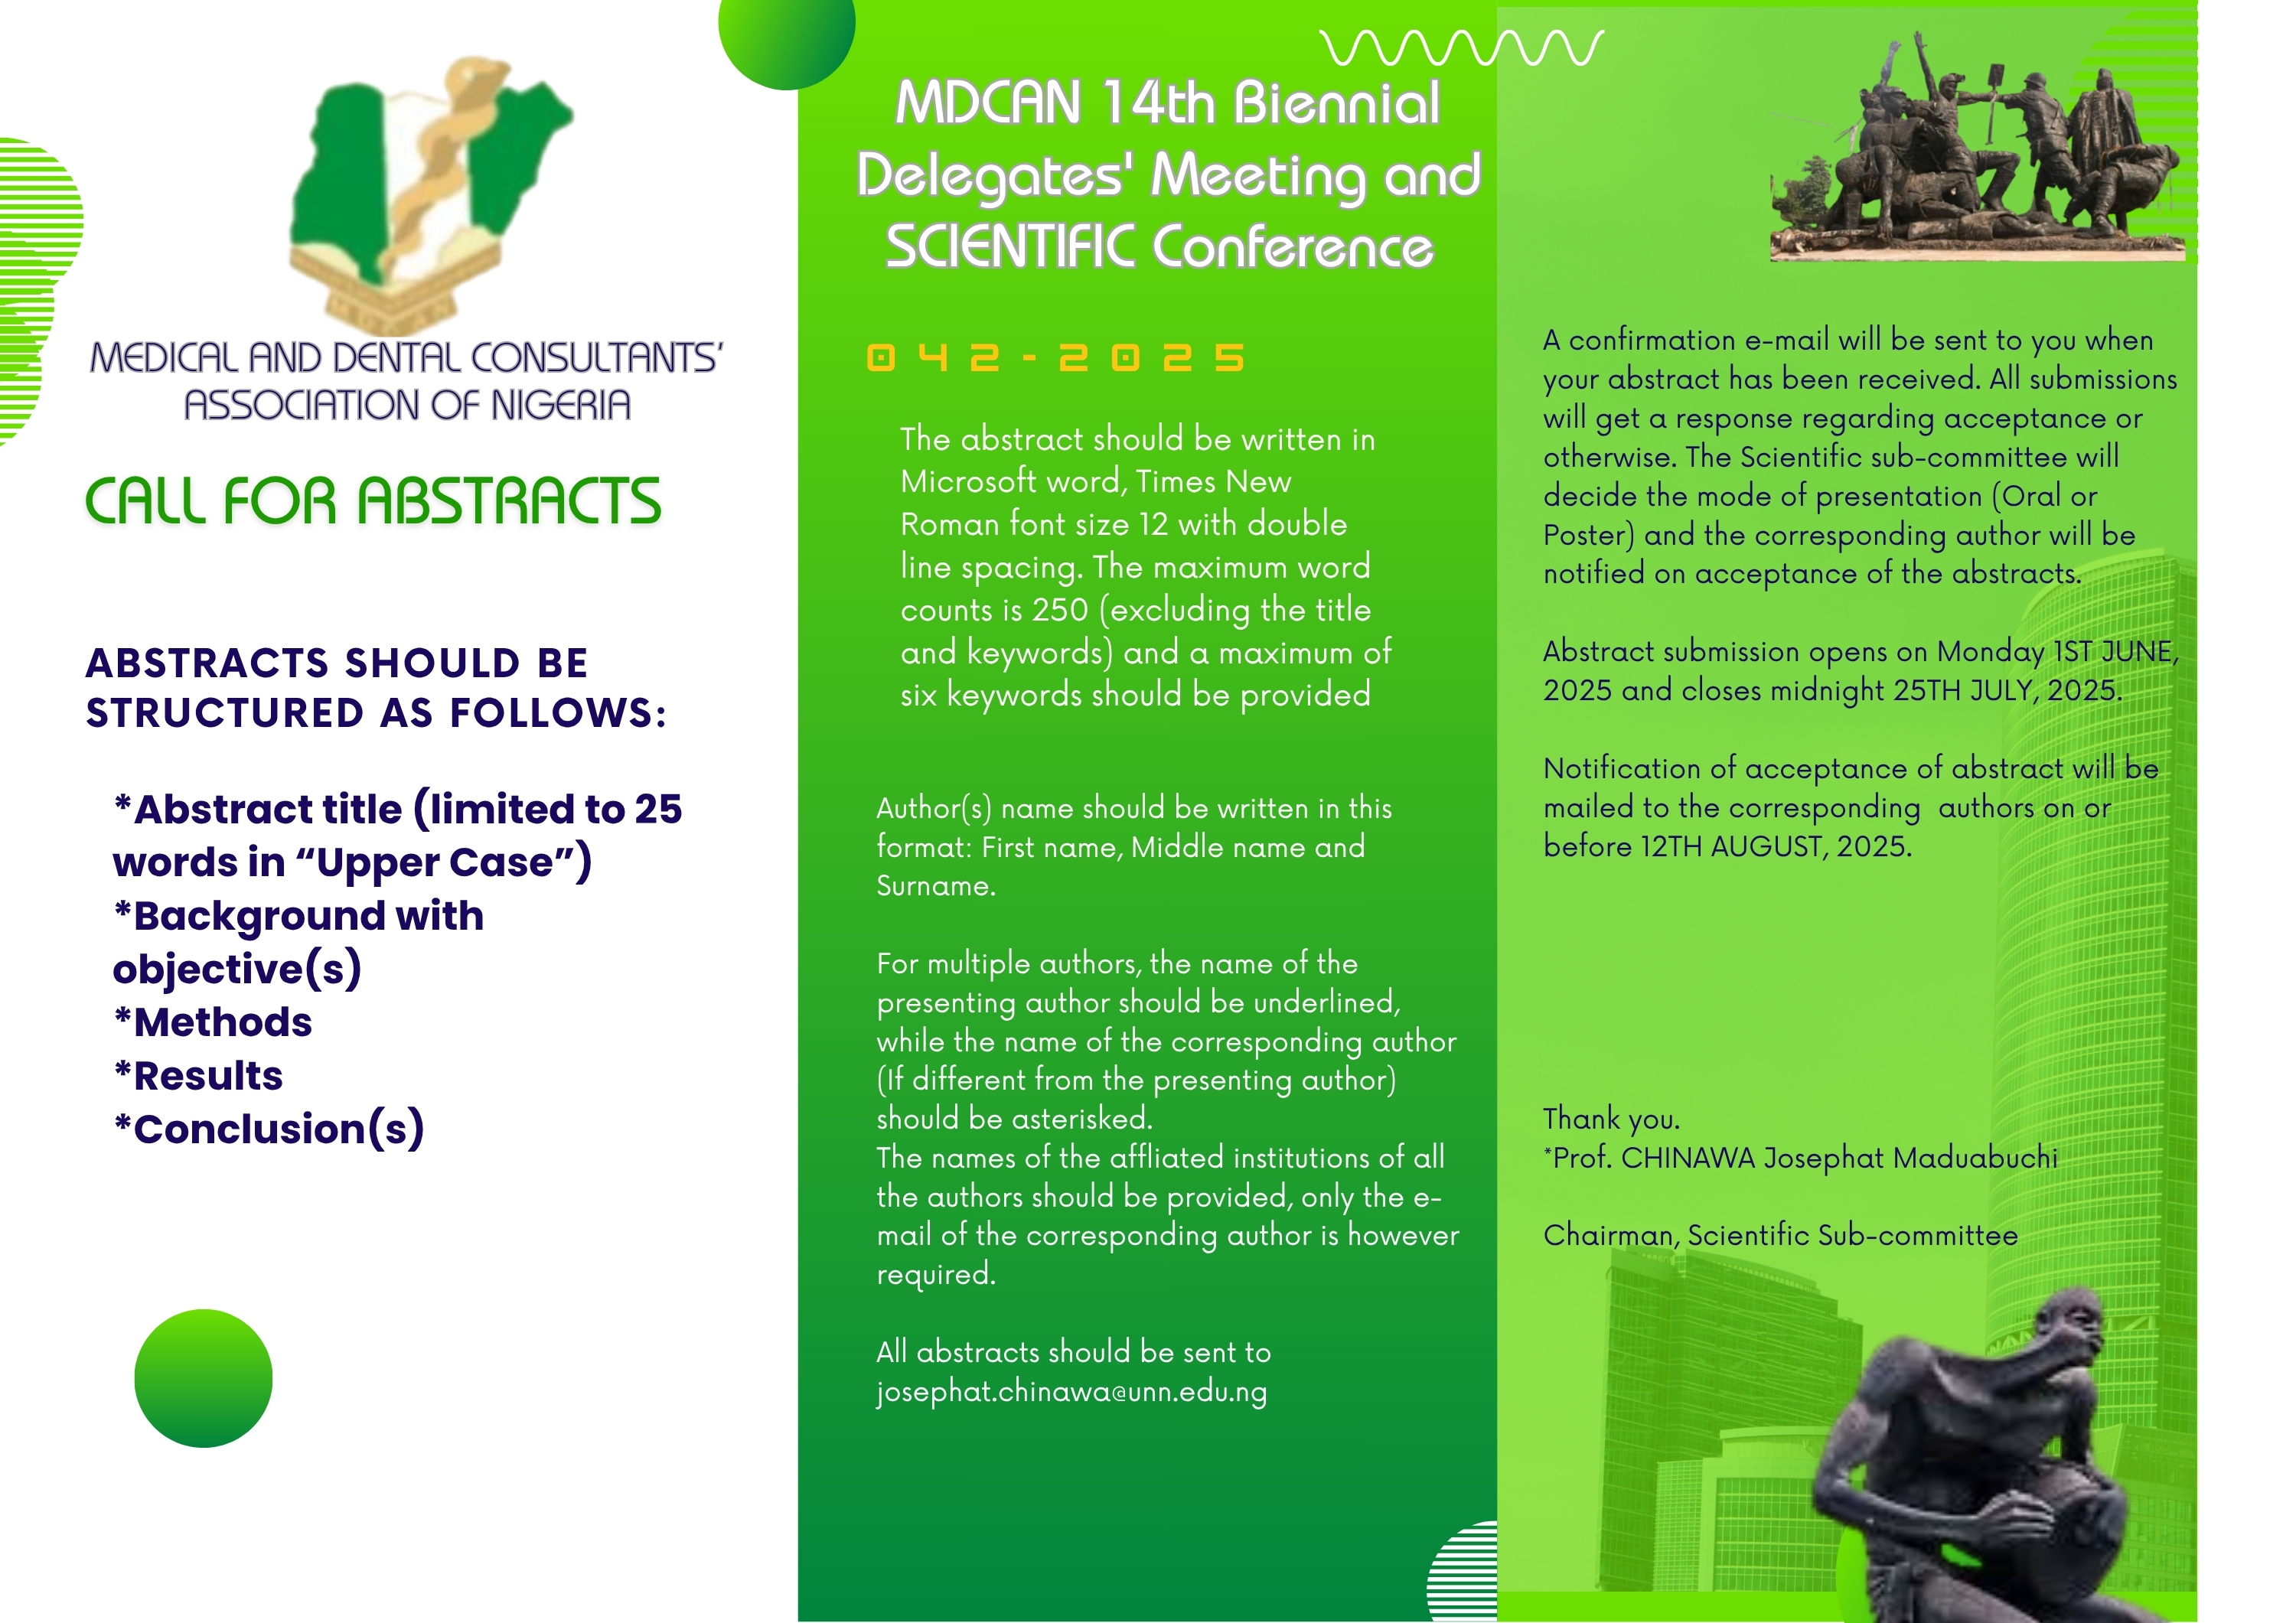 MEDICAL AND DENTAL CONSULTANTS'
ASSOCIATION OF NIGERIA
CALL FOR ABSTRACTS
ABSTRACTS SHOULD BE
STRUCTURED AS FOLLOWS:
*Abstract title (limited to 25
words in “Upper Case”)
*Background with
objective(s)
*Methods
*Results
*Conclusion(s)
MDCAN 14th Biennial
Delegates' Meeting and
SCIENTIFIC Conference
042-2025
The abstract should be written in
Microsoft word, Times New
Roman font size 12 with double
line spacing. The maximum word
counts is 250 (excluding the title
and keywords) and a maximum of
six keywords should be provided
Author(s) name should be written in this
format: First name, Middle name and
Surname.
For multiple authors, the name of the
presenting author should be underlined,
while the name of the corresponding author
(If different from the presenting author)
should be asterisked.
The names of the affliated institutions of all
the authors should be provided, only the e-
mail of the corresponding author is however
required.
All abstracts should be sent to
josephat.chinawa@unn.edu.ng
A confirmation e-mail will be sent to you when
your abstract has been received. All submissions
will get a response regarding acceptance or
otherwise. The Scientific sub-committee will
decide the mode of presentation (Oral or
Poster) and the corresponding author will be
notified on acceptance of the abstracts.
Abstract submission opens on Monday 1ST JUNE,
2025 and closes midnight 25TH JULY, 2025.
Notification of acceptance of abstract will be
mailed to the corresponding  authors on or
before 12TH AUGUST, 2025.
Thank you.
*Prof. CHINAWA Josephat Maduabuchi
Chairman, Scientific Sub-committee